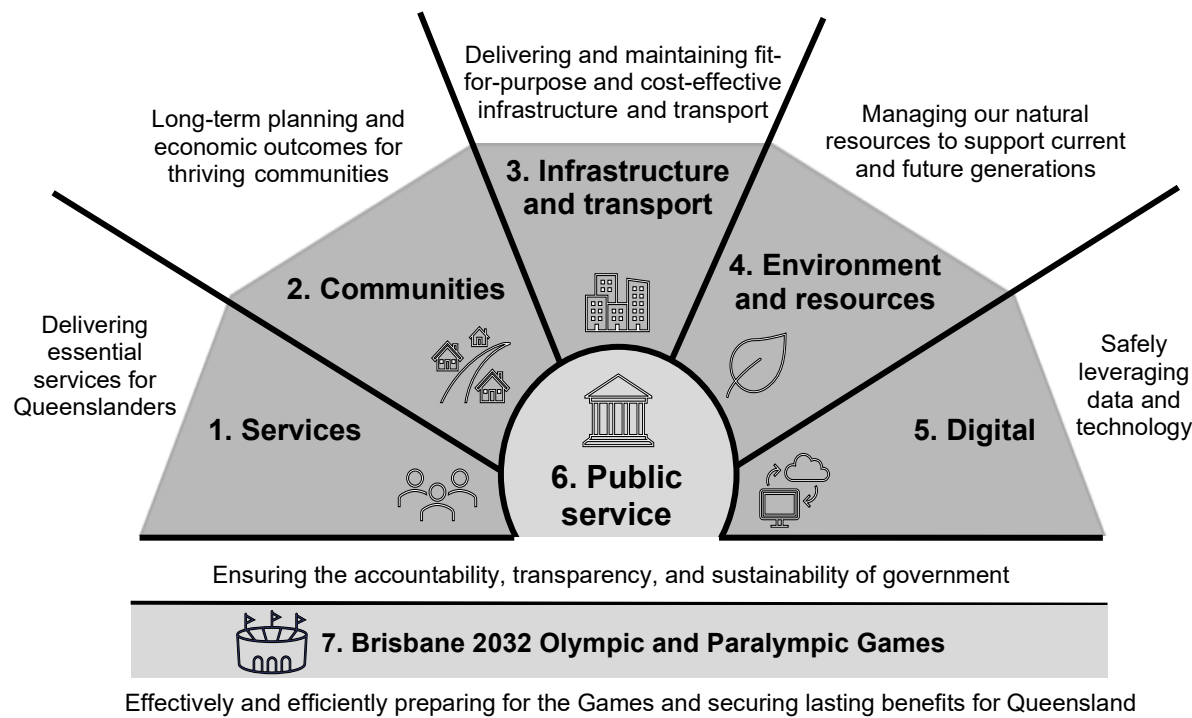 Delivering and maintaining fit-
for-purpose and cost-effective
infrastructure and transport
Long-term planning and
economic outcomes for
thriving communities
Managing our natural
resources to support current
and future generations
3. Infrastructure
and transport
2. Communities
4. Environment
and resources
Delivering
essential
services for
Queenslanders
Safely
leveraging
data and
technology
1. Services
5. Digital
6. Public
service
Ensuring the accountability, transparency, and sustainability of government
7. Brisbane 2032 Olympic and Paralympic Games
Effectively and efficiently preparing for the Games and securing lasting benefits for Queensland